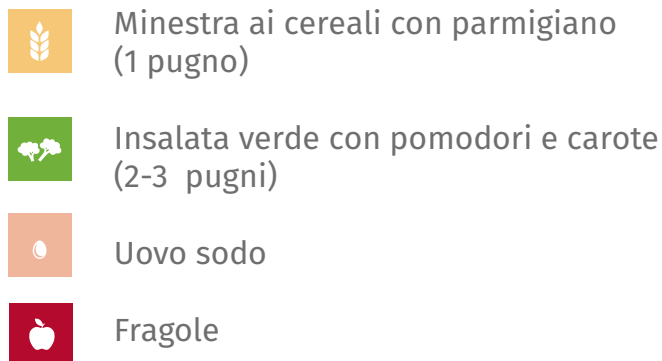 Minestra ai cereali con parmigiano
(1 pugno)
Insalata verde con pomodori e carote
(2-3  pugni)
Uovo sodo
Fragole